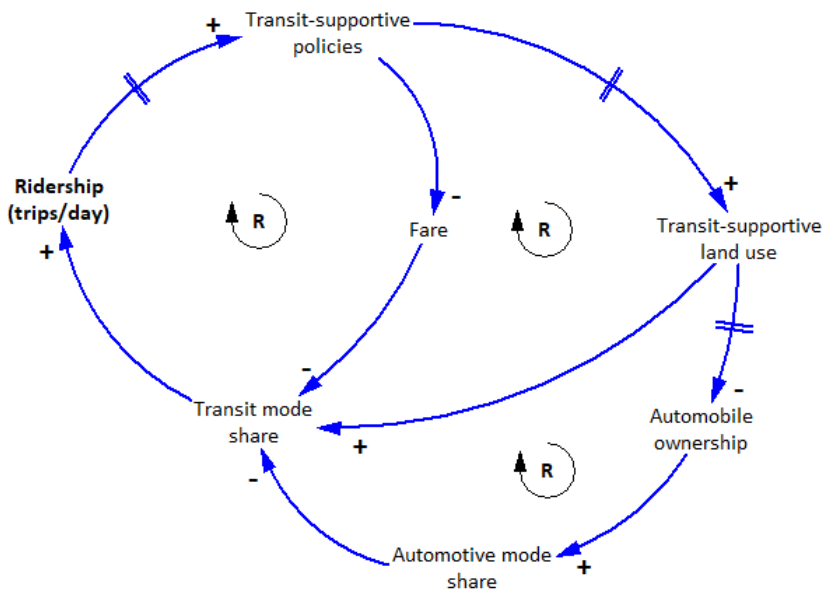 +
Transit-supportive
policies
+
Ridership
(trips/day)
+
R
-
Fare
R
Transit-supportive
land use
-
Transit mode
share
+
-
Automobile
ownership
-
R
Automotive mode
share
+